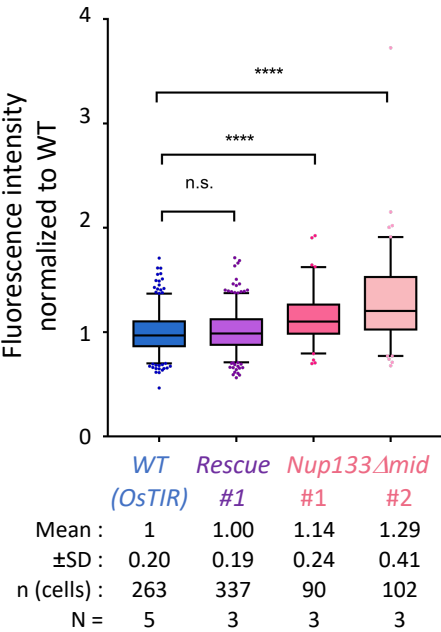 Fluorescence intensity
normalized to WT
4
3
2
1
0
****
****
n.s.
WT Rescue Nup133Δmid
(OsTIR) #1 #1 #2
Mean : 1 1.00 1.14 1.29
±SD : 0.20 0.19 0.24 0.41
n (cells) : 263 337 90 102
N = 5 3 3 3